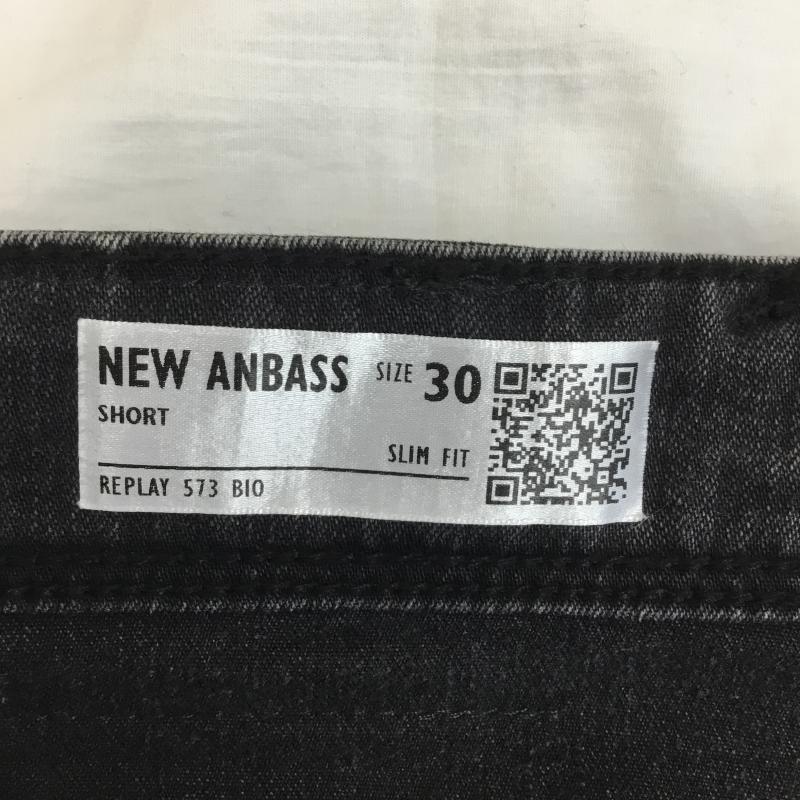 NEW ANBASS SIZE 30
SHORT
SLIM FIT
REPLAY 573 BIO